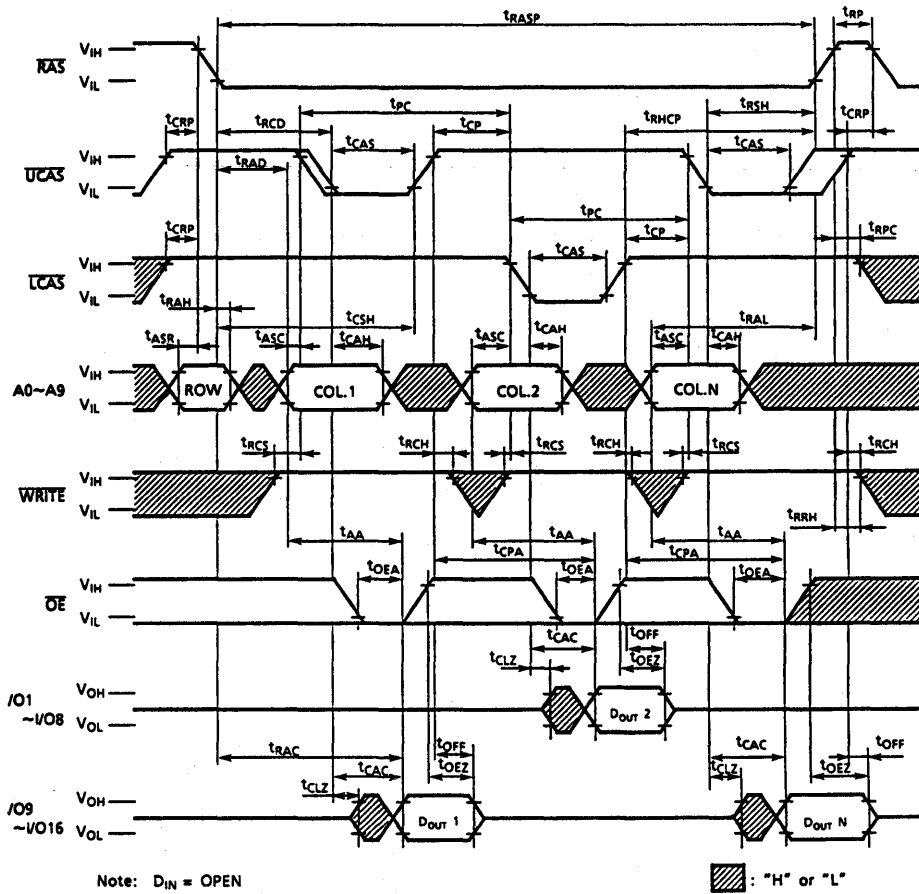 tRASP
tRP
RAS
VIH
VIL
tPC
tRSH
tCRP
tRCD
tCP
tRHCP
tCRP
tCAS
tCAS
UCAS
VIH
VIL
tRAD
tPC
tRPC
tCRP
tCP
tCAS
LCAS
VIH
VIL
tRAH
tCSH
tRAL
tASR
tASC
tCAH
tASC
tCAH
tASC
tCAH
A0~A9
VIH
VIL
ROW
COL.1
COL.2
COL.N
tRCS
tRCH
tRCS
tRCH
tRCS
tRCH
WRITE
VIH
VIL
tRRH
tAA
tAA
tAA
tCPA
tCPA
tOEA
tOEA
tOEA
OE
VIH
VIL
tCAC
tOFF
tCLZ
tOEZ
/O1
~I/O8
VOH
VOL
DOUT 2
tRAC
tOFF
tCAC
tOFF
tCAC
tOEZ
tCLZ
tOEZ
tCLZ
/O9
~I/O16
VOH
VOL
DOUT 1
DOUT N
Note: DIN = OPEN
: "H" or "L"